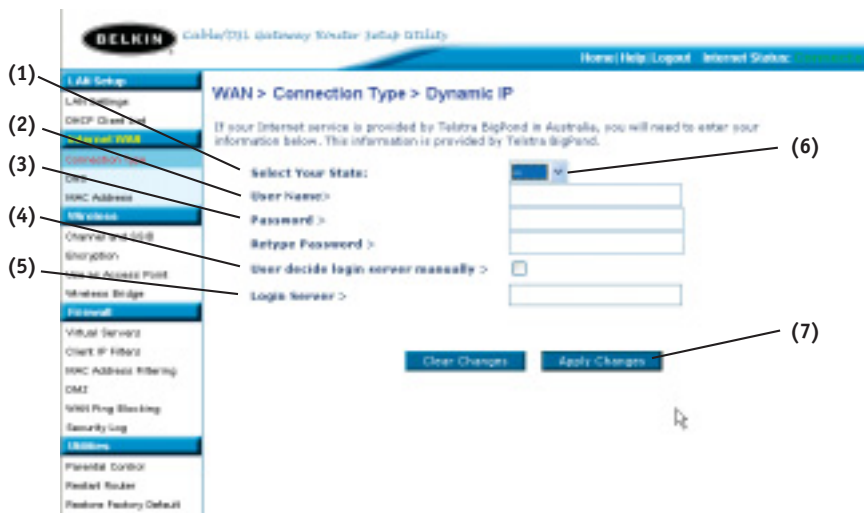 BELKIN Cable/DSL Gateway Router Setup Utility
Home|Help|Logout Internet Status:
(1)
(2)
(3)
(4)
(5)
(6)
(7)
LAN Setup
LAN Settings
DHCP Client List
Internet WAN
Connection Type
DNS
MAC Address
Wireless
Channel and SSID
Encryption
Use as Access Point
Wireless Bridge
Firewall
Virtual Servers
Client IP Filters
MAC Address Filtering
DMZ
WAN Ping Blocking
Security Log
Utilities
Parental Control
Restart Router
Restore Factory Default
WAN > Connection Type > Dynamic IP
If your Internet service is provided by Telstra BigPond in Australia, you will need to enter your
information below. This information is provided by Telstra BigPond.
Select Your State:
--
User Name>
Password >
Retype Password >
User decide login server manually >
Login Server >
Clear Changes Apply Changes